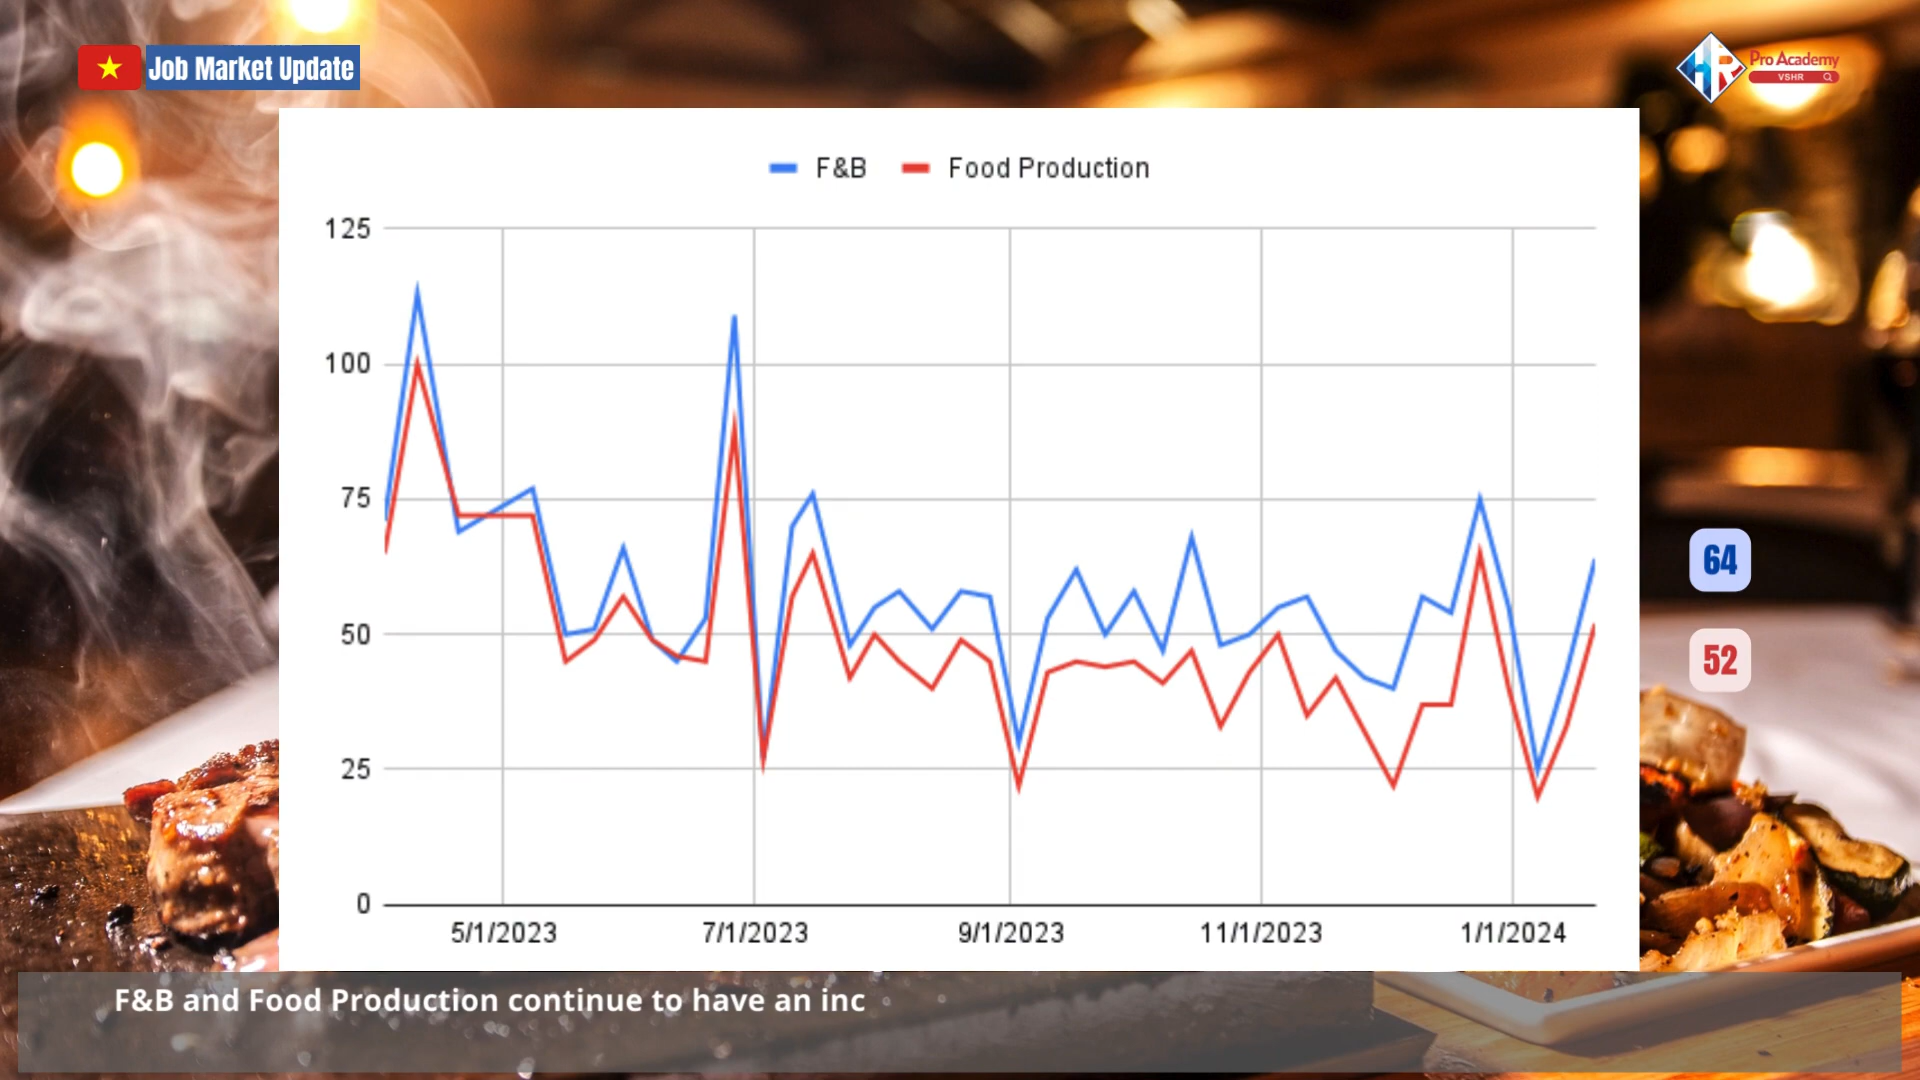 Job Market Update
HR Pro Academy
VSHR
F&B Food Production
125
100
75
50
25
0
5/1/2023 7/1/2023 9/1/2023 11/1/2023 1/1/2024
64
52
F&B and Food Production continue to have an inc